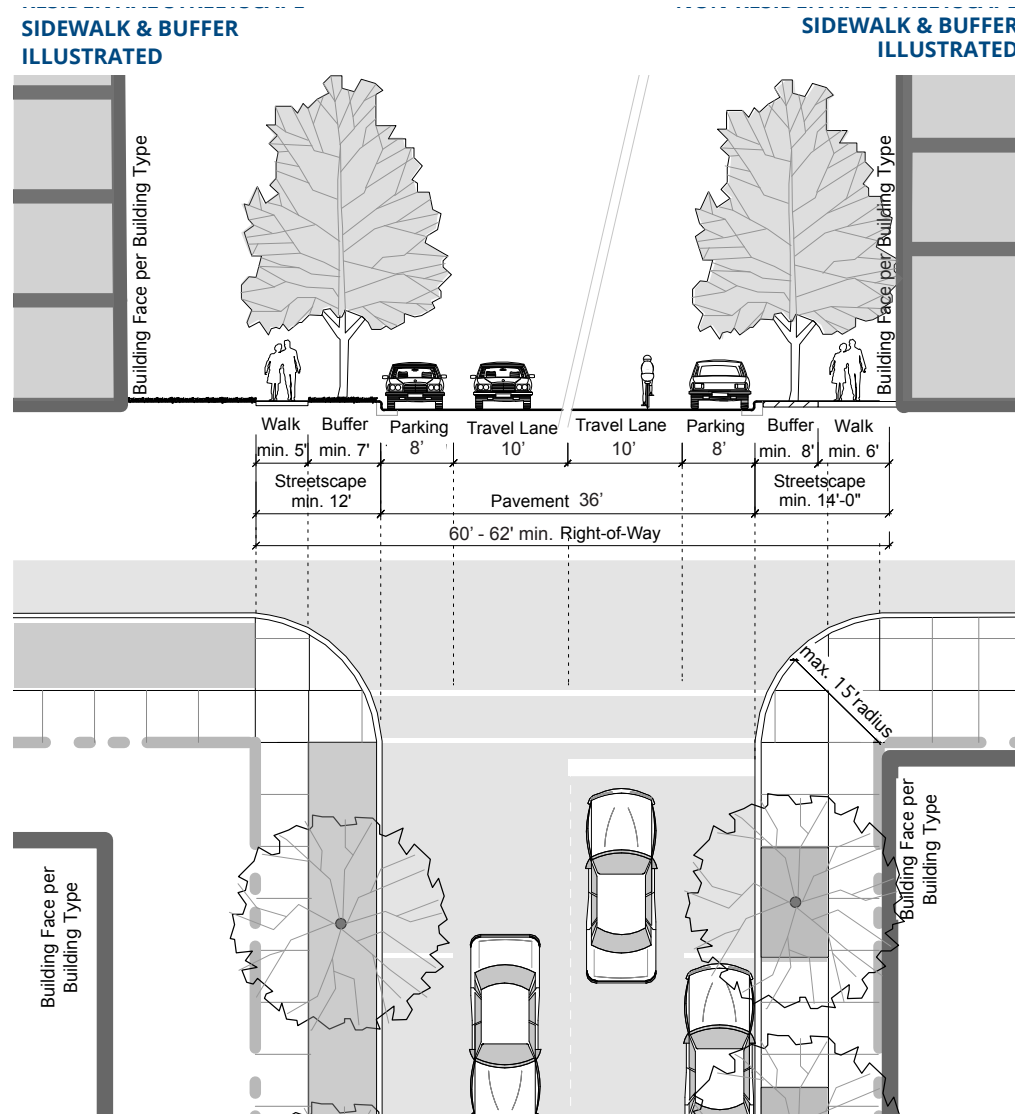 SIDEWALK & BUFFER
ILLUSTRATED
SIDEWALK & BUFFER
ILLUSTRATED
Building Face per Building Type
Building Face per Building Type
Walk
Buffer
Parking
Travel Lane
Travel Lane
Parking
Buffer
Walk
min. 5'
min. 7'
8'
10'
10'
8'
min. 8'
min. 6'
Streetscape
min. 12'
Pavement 36'
Streetscape
min. 14'-0"
60' - 62' min. Right-of-Way
max. 15' radius
Building Face per
Building Type
Building Face per
Building Type